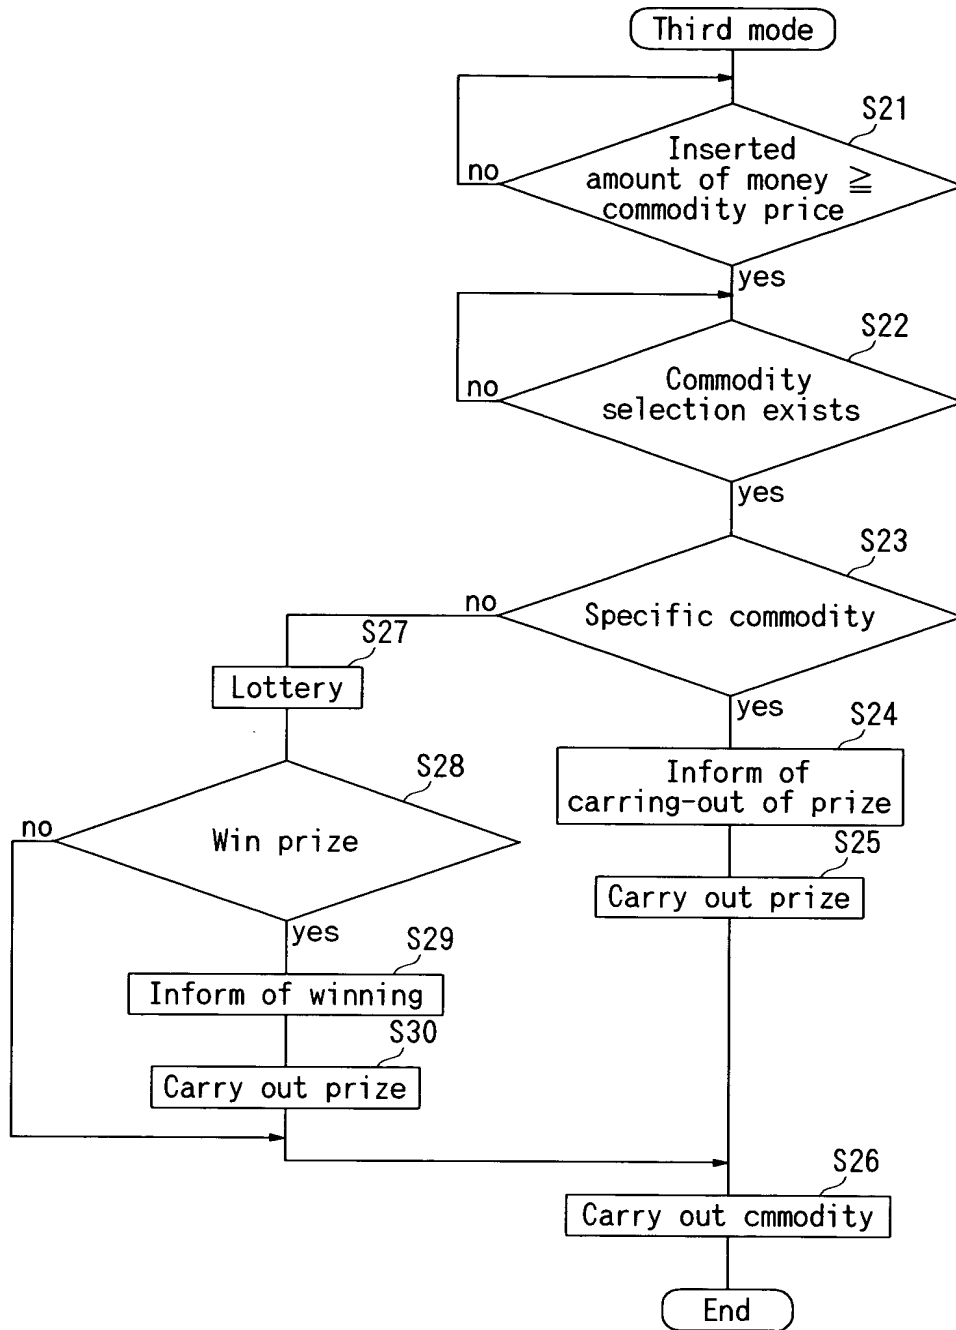 Third mode
S21
Inserted
amount of money ≧
commodity price
no
yes
S22
Commodity
selection exists
no
yes
S23
Specific commodity
no
yes
S27
Lottery
S24
Inform of
carring-out of prize
S28
Win prize
no
yes
S25
Carry out prize
S29
Inform of winning
S30
Carry out prize
S26
Carry out cmmodity
End